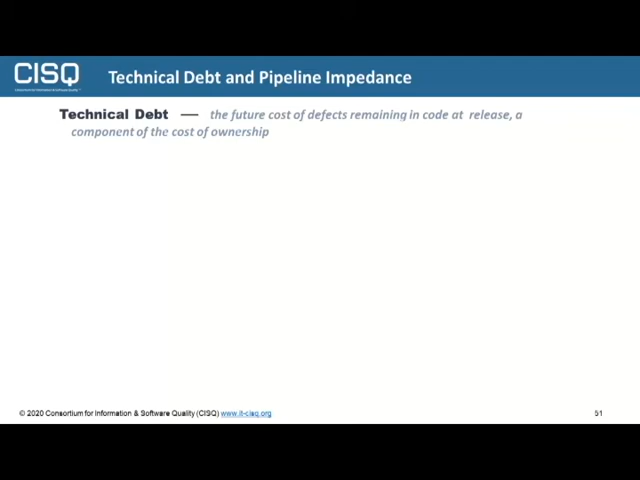 CISQ
Technical Debt and Pipeline Impedance
Technical Debt — the future cost of defects remaining in code at release, a
component of the cost of ownership
© 2020 Consortium for Information & Software Quality (CISQ) www.it-cisq.org
51